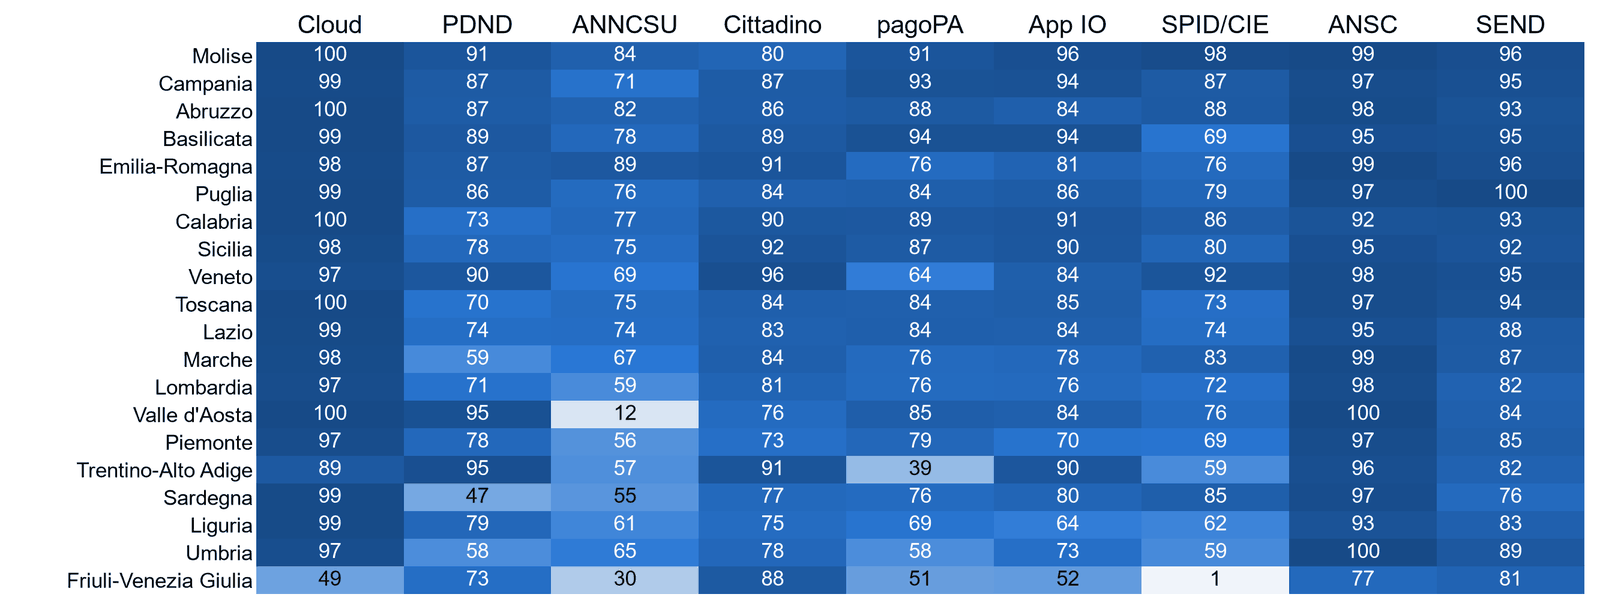 Cloud PDND ANNCSU Cittadino pagoPA App IO SPID/CIE ANSC SEND
Molise 100 91 84 80 91 96 98 99 96
Campania 99 87 71 87 93 94 87 97 95
Abruzzo 100 87 82 86 88 84 88 98 93
Basilicata 99 89 78 89 94 94 69 95 95
Emilia-Romagna 98 87 89 91 76 81 76 99 96
Puglia 99 86 76 84 84 86 79 97 100
Calabria 100 73 77 90 89 91 86 92 93
Sicilia 98 78 75 92 87 90 80 95 92
Veneto 97 90 69 96 64 84 92 98 95
Toscana 100 70 75 84 84 85 73 97 94
Lazio 99 74 74 83 84 84 74 95 88
Marche 98 59 67 84 76 78 83 99 87
Lombardia 97 71 59 81 76 76 72 98 82
Valle d'Aosta 100 95 12 76 85 84 76 100 84
Piemonte 97 78 56 73 79 70 69 97 85
Trentino-Alto Adige 89 95 57 91 39 90 59 96 82
Sardegna 99 47 55 77 76 80 85 97 76
Liguria 99 79 61 75 69 64 62 93 83
Umbria 97 58 65 78 58 73 59 100 89
Friuli-Venezia Giulia 49 73 30 88 51 52 1 77 81